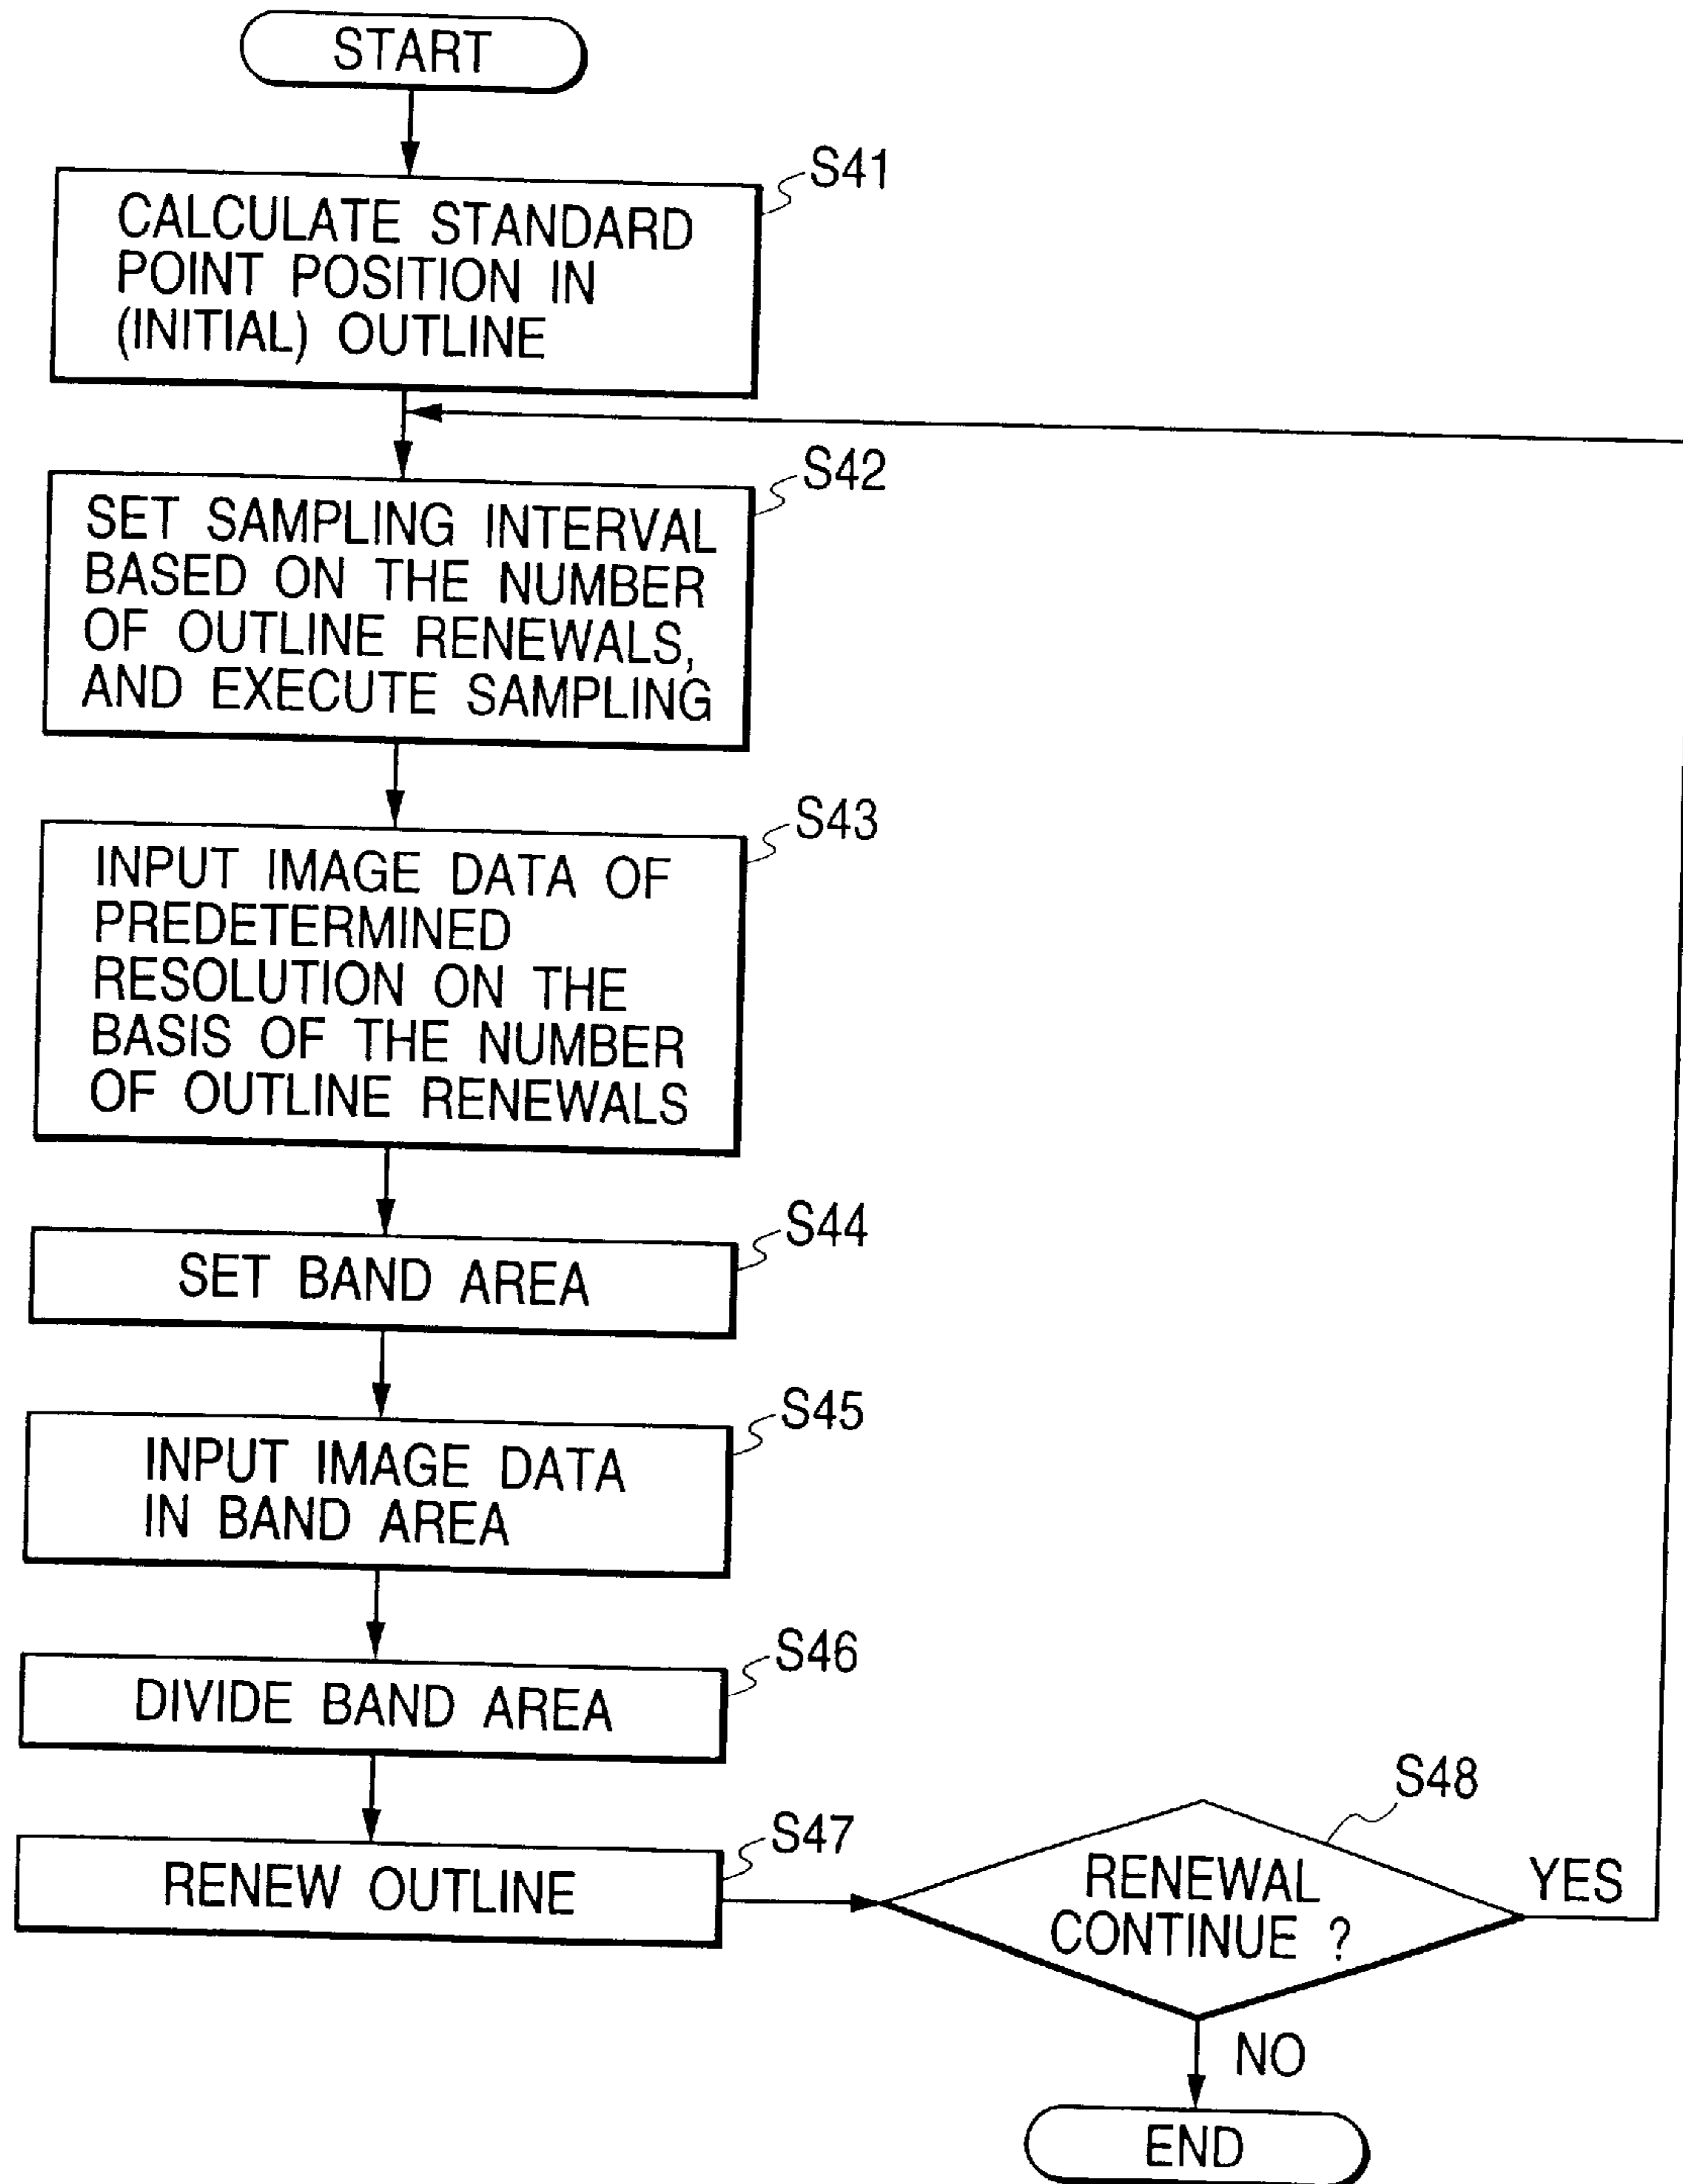 START
S41
CALCULATE STANDARD
POINT POSITION IN
(INITIAL) OUTLINE
S42
SET SAMPLING INTERVAL
BASED ON THE NUMBER
OF OUTLINE RENEWALS,
AND EXECUTE SAMPLING
S43
INPUT IMAGE DATA OF
PREDETERMINED
RESOLUTION ON THE
BASIS OF THE NUMBER
OF OUTLINE RENEWALS
S44
SET BAND AREA
S45
INPUT IMAGE DATA
IN BAND AREA
S46
DIVIDE BAND AREA
S47
RENEW OUTLINE
S48
RENEWAL
CONTINUE ?
YES
NO
END